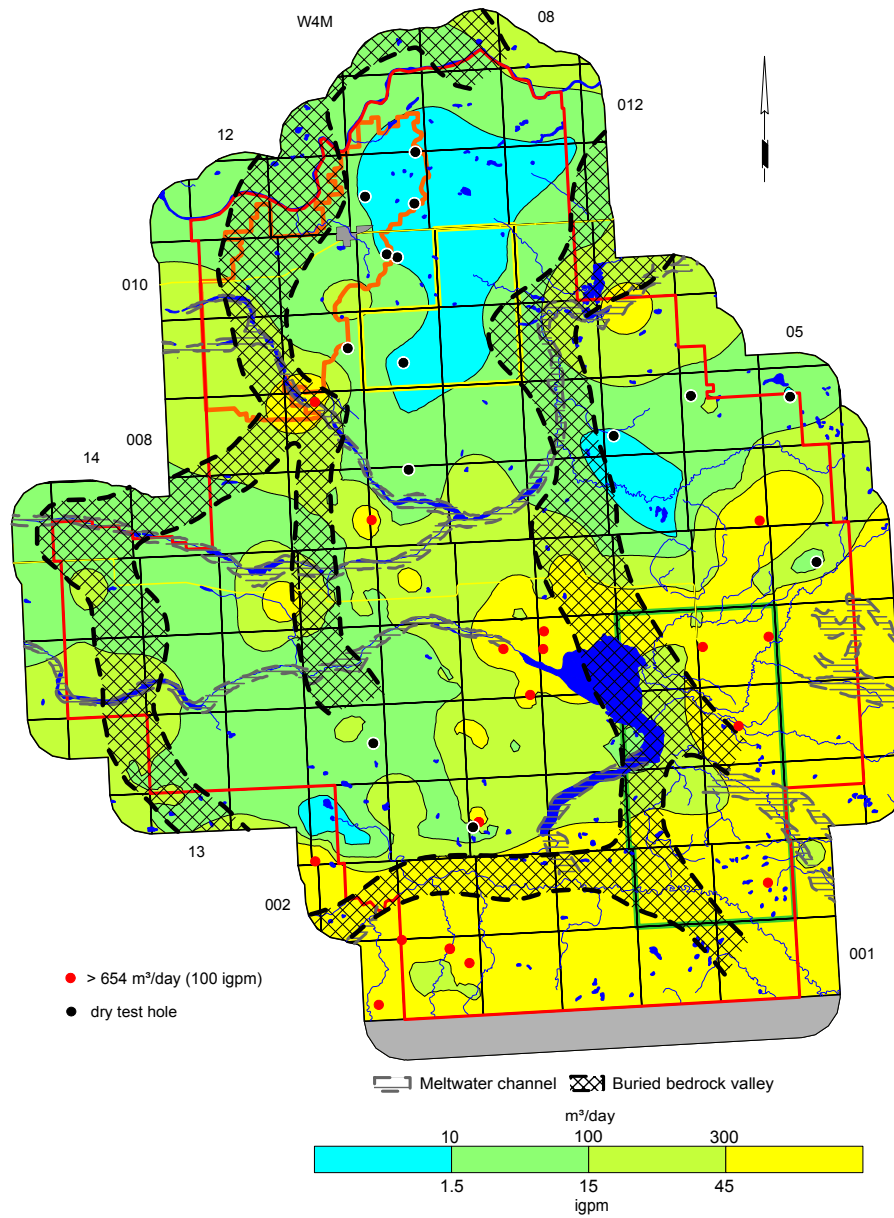 W4M
08
012
12
010
05
008
14
13
002
001
> 654 m³/day (100 igpm)
dry test hole
Meltwater channel
Buried bedrock valley
m³/day
10 100 300
1.5 15 45
igpm